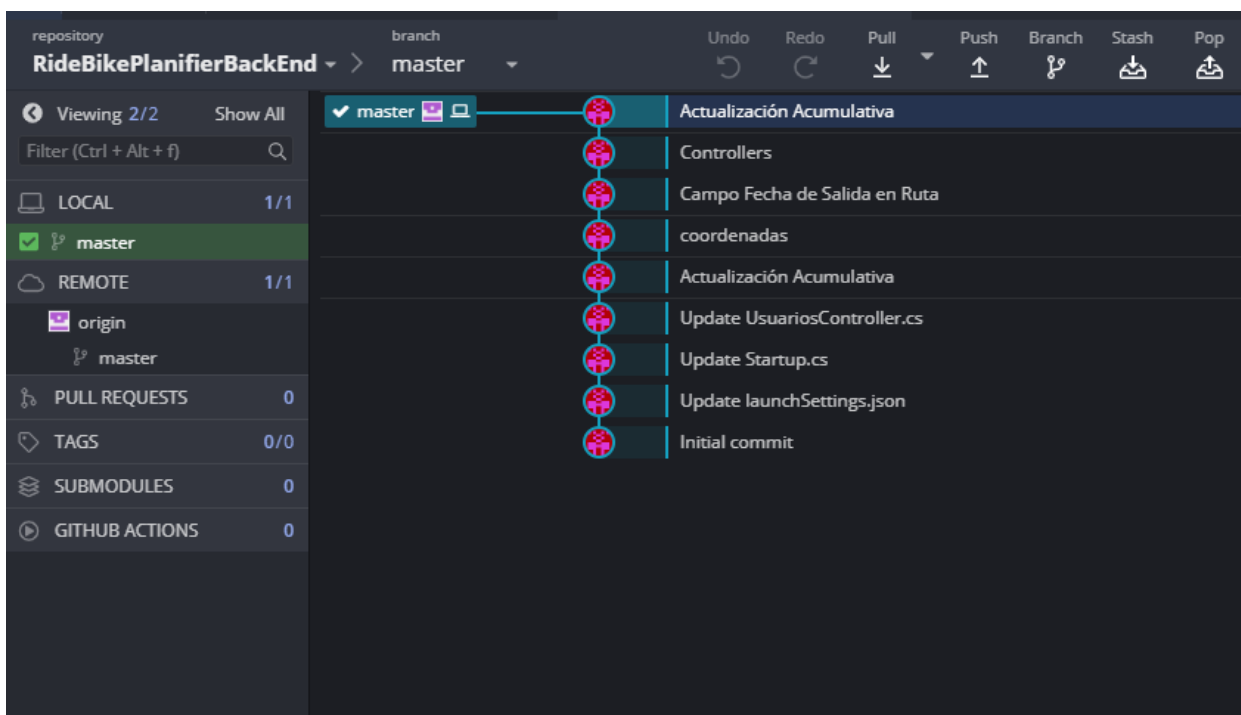 repository
RideBikePlanifierBackEnd
branch
master
Undo
Redo
Pull
Push
Branch
Stash
Pop
Viewing 2/2 Show All
Filter (Ctrl + Alt + f)
LOCAL 1/1
master
REMOTE 1/1
origin
master
PULL REQUESTS 0
TAGS 0/0
SUBMODULES 0
GITHUB ACTIONS 0
master
Actualización Acumulativa
Controllers
Campo Fecha de Salida en Ruta
coordenadas
Actualización Acumulativa
Update UsuariosController.cs
Update Startup.cs
Update launchSettings.json
Initial commit